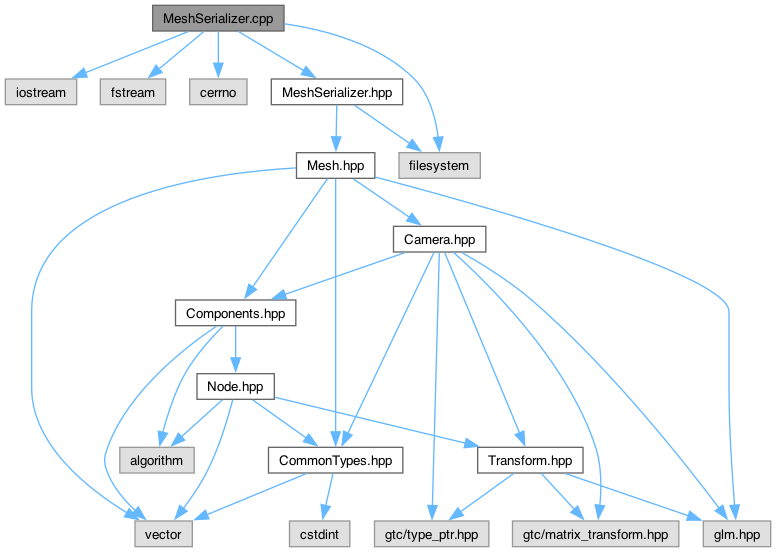 MeshSerializer.cpp
iostream
fstream
cerrno
MeshSerializer.hpp
Mesh.hpp
filesystem
Camera.hpp
Components.hpp
Node.hpp
algorithm
CommonTypes.hpp
Transform.hpp
vector
cstdint
gtc/type_ptr.hpp
gtc/matrix_transform.hpp
glm.hpp